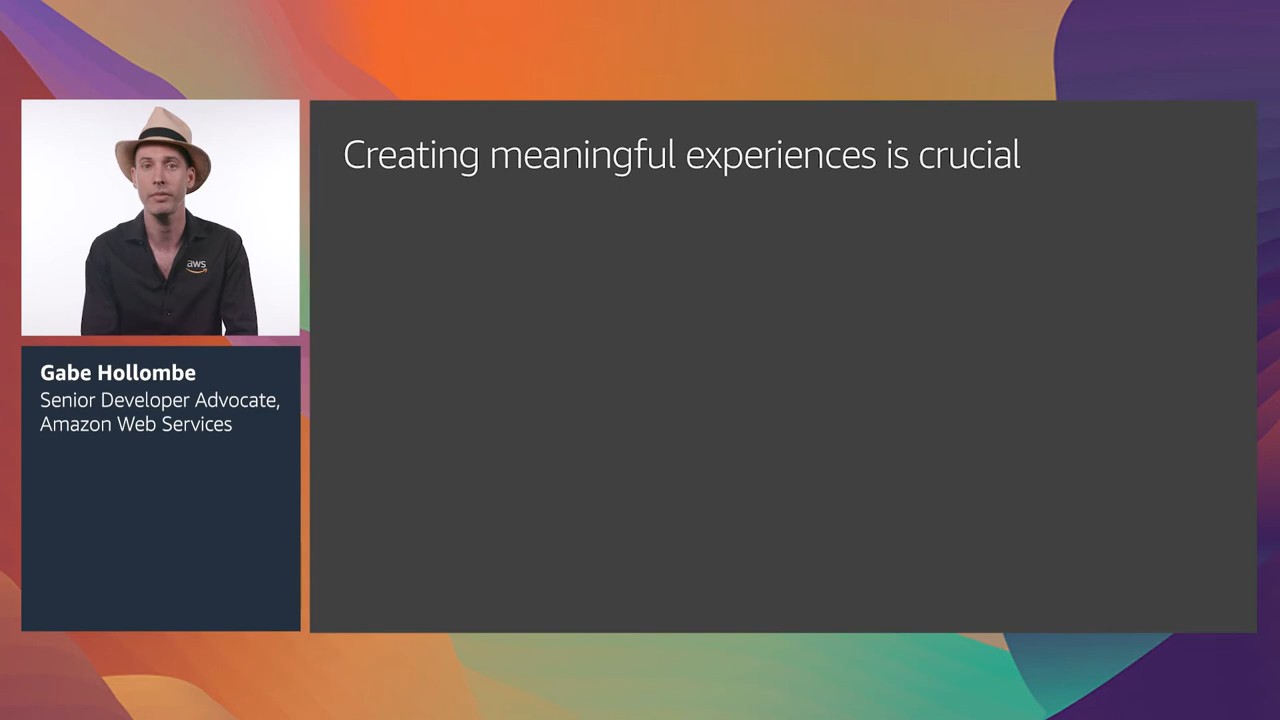 Creating meaningful experiences is crucial
aws
Gabe Hollombe
Senior Developer Advocate,
Amazon Web Services